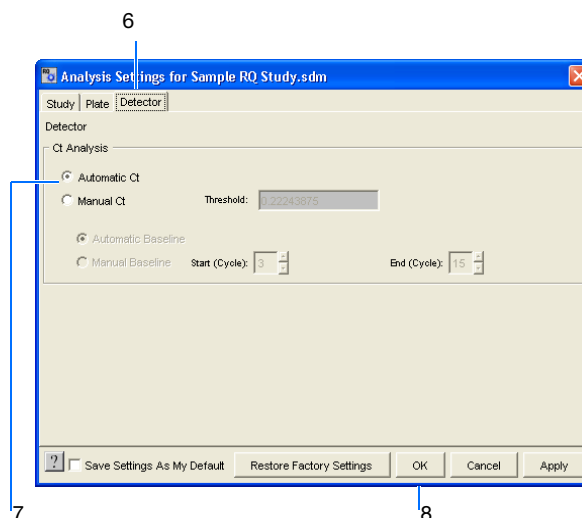 6
Analysis Settings for Sample RQ Study.sdm
Study Plate Detector
Detector
Ct Analysis
Automatic Ct
Manual Ct Threshold: 0.22243875
Automatic Baseline
Manual Baseline Start (Cycle): 3 End (Cycle): 15
? Save Settings As My Default Restore Factory Settings OK Cancel Apply
7 8